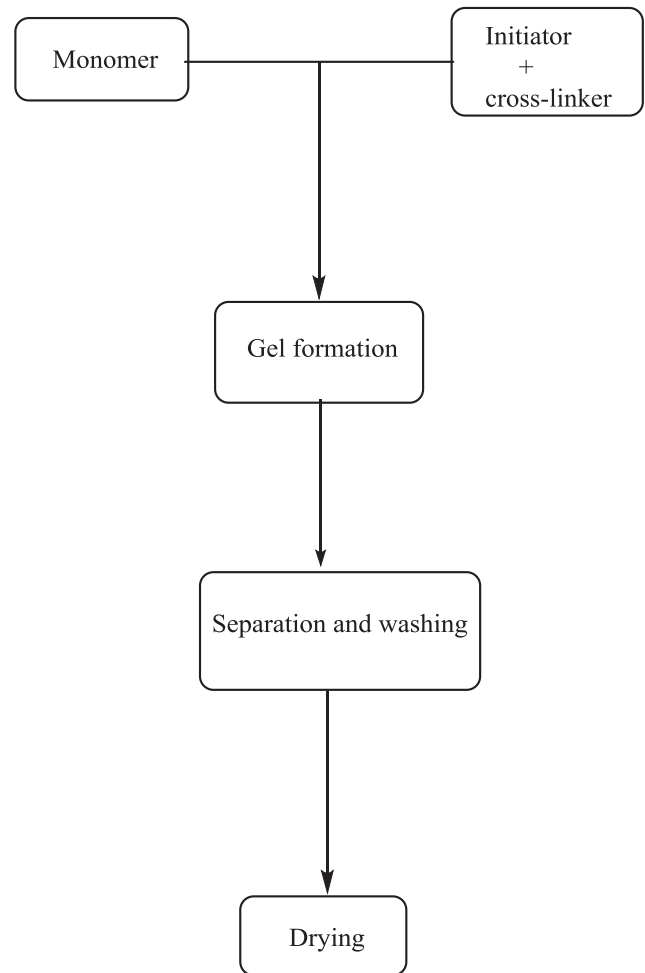 Monomer
Initiator
+
cross-linker
Gel formation
Separation and washing
Drying